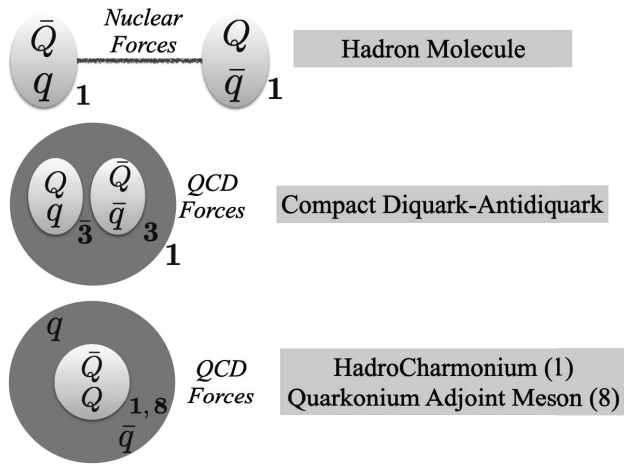 Nuclear
Forces
Q̄
q
1
Q
q̄
1
Hadron Molecule
Q
q
3̄
Q̄
q̄
3
1
QCD
Forces
Compact Diquark-Antidiquark
q
Q̄
Q
1, 8
q̄
QCD
Forces
HadroCharmonium (1)
Quarkonium Adjoint Meson (8)